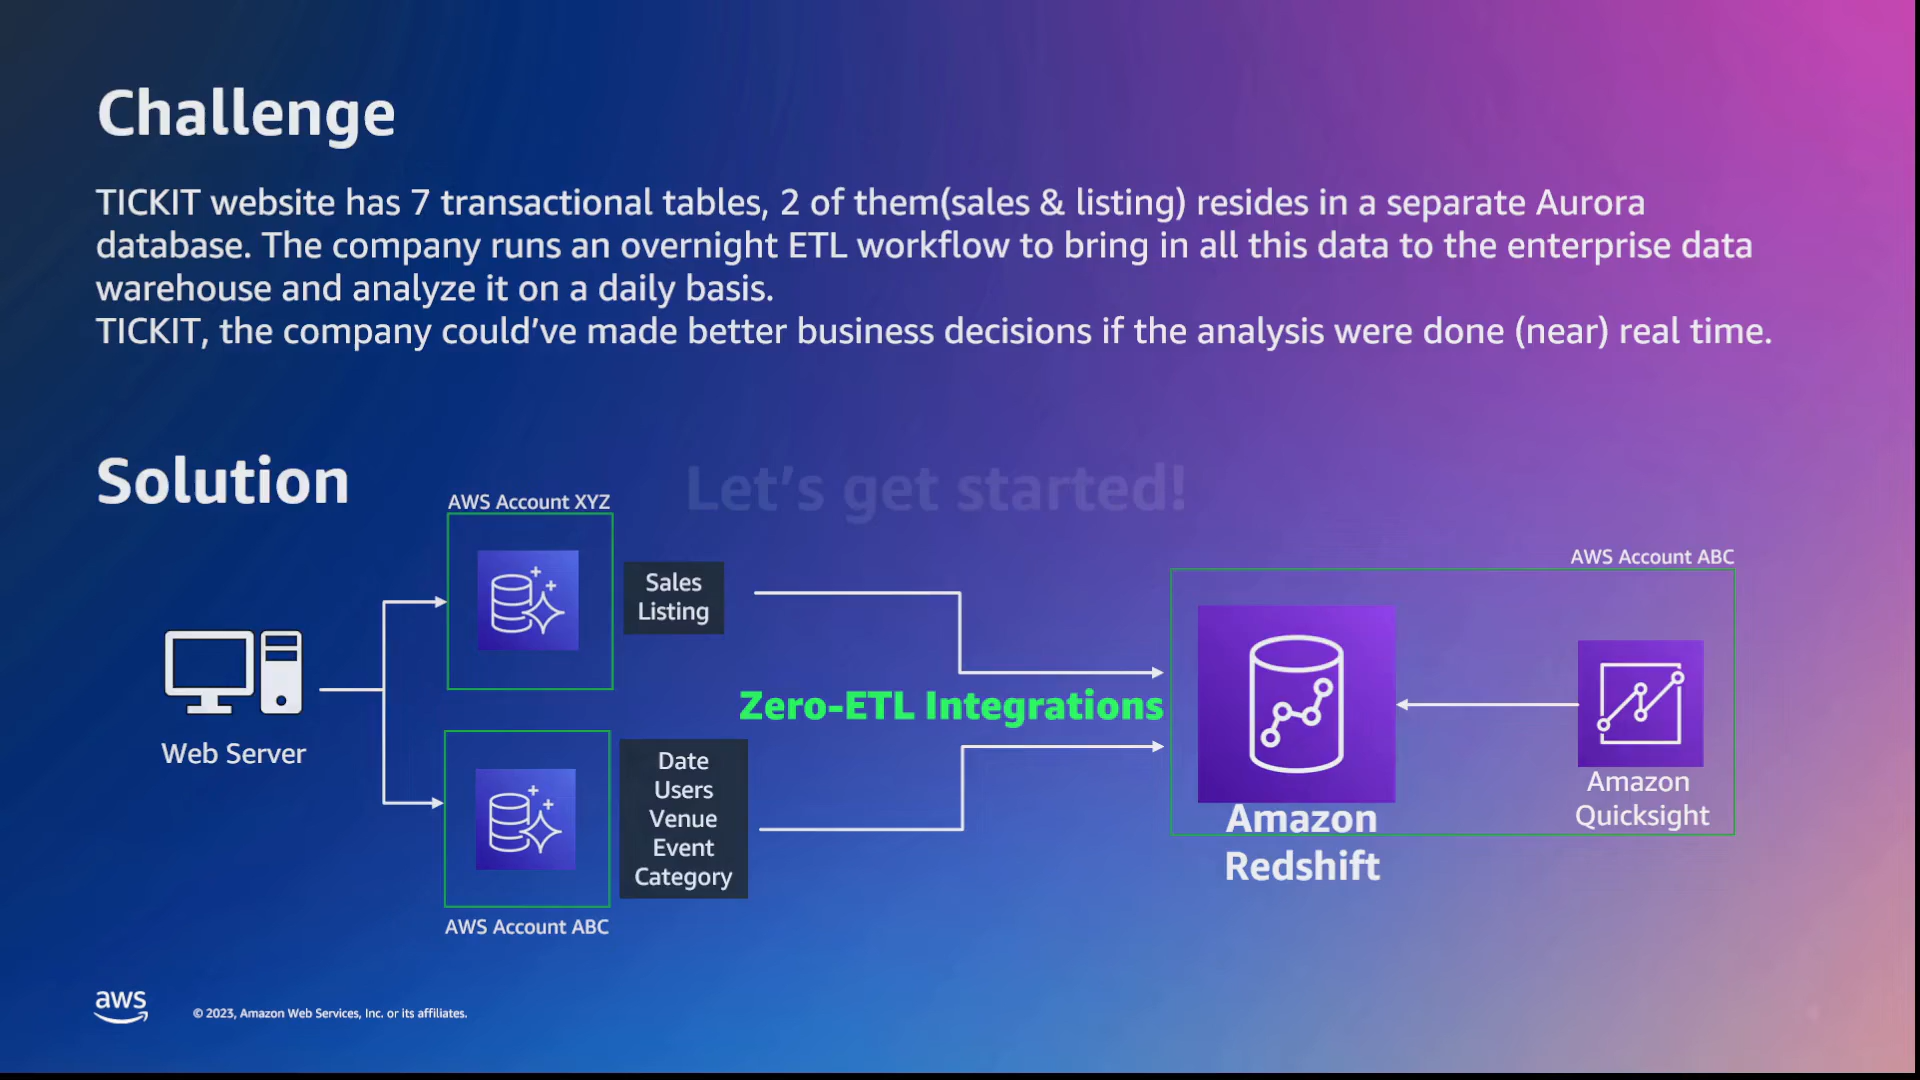 Challenge
TICKIT website has 7 transactional tables, 2 of them(sales & listing) resides in a separate Aurora
database. The company runs an overnight ETL workflow to bring in all this data to the enterprise data
warehouse and analyze it on a daily basis.
TICKIT, the company could’ve made better business decisions if the analysis were done (near) real time.
Solution
Let’s get started!
AWS Account XYZ
Sales
Listing
AWS Account ABC
Web Server
Zero-ETL Integrations
Date
Users
Venue
Event
Category
AWS Account ABC
Amazon
Redshift
Amazon
Quicksight
aws
© 2023, Amazon Web Services, Inc. or its affiliates.